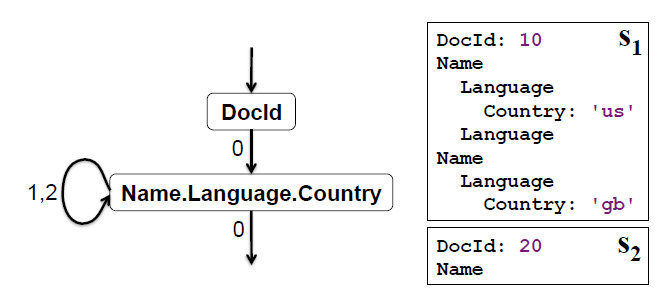 DocId
0
1,2
Name.Language.Country
0
DocId: 10 s1
Name
Language
Country: 'us'
Language
Name
Language
Country: 'gb'
DocId: 20 s2
Name